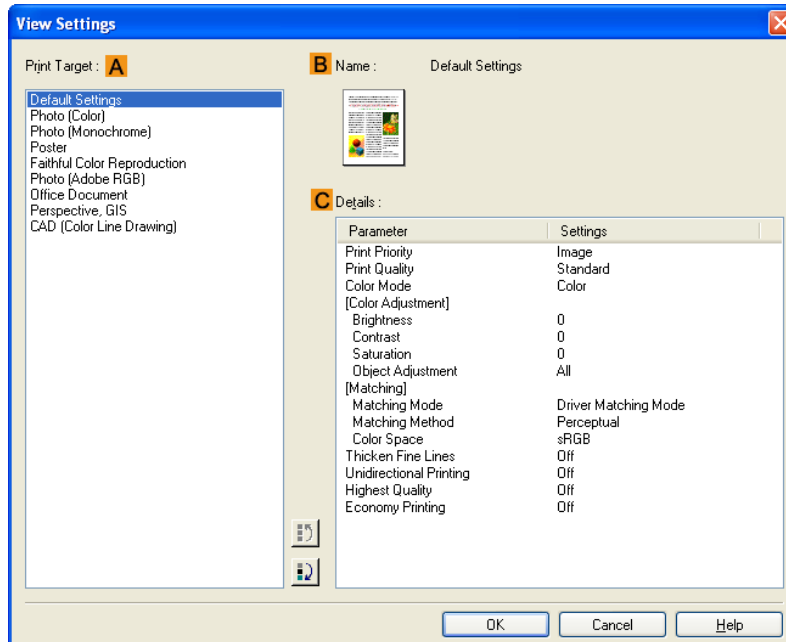 View Settings
Print Target : A
Default Settings
Photo (Color)
Photo (Monochrome)
Poster
Faithful Color Reproduction
Photo (Adobe RGB)
Office Document
Perspective, GIS
CAD (Color Line Drawing)
B Name : Default Settings
C Details :
Parameter Settings
Print Priority Image
Print Quality Standard
Color Mode Color
[Color Adjustment]
Brightness 0
Contrast 0
Saturation 0
Object Adjustment All
[Matching]
Matching Mode Driver Matching Mode
Matching Method Perceptual
Color Space sRGB
Thicken Fine Lines Off
Unidirectional Printing Off
Highest Quality Off
Economy Printing Off
OK Cancel Help